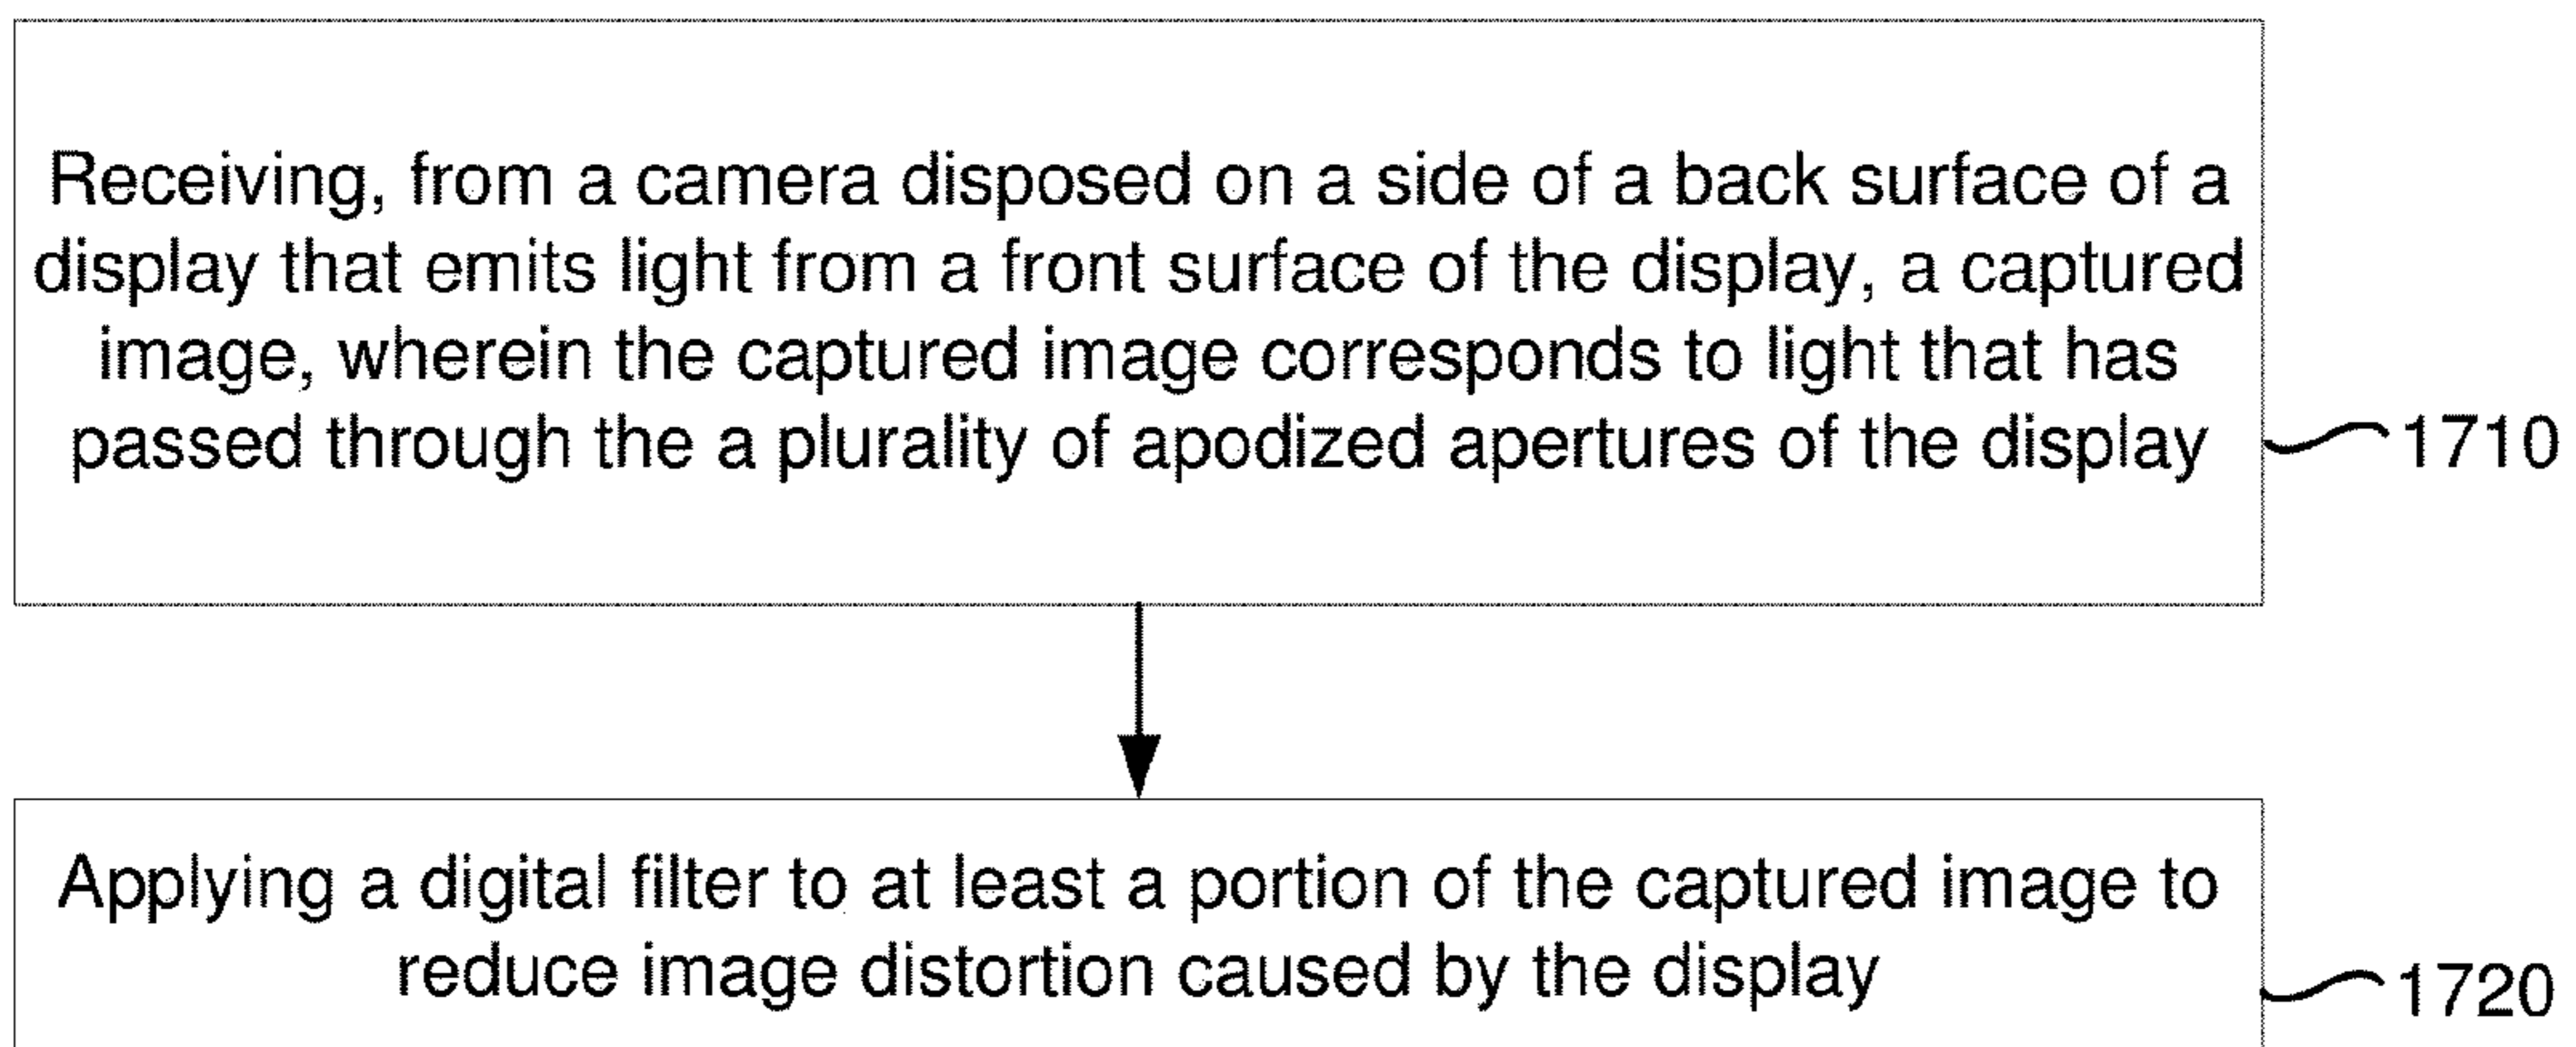 Receiving, from a camera disposed on a side of a back surface of a
display that emits light from a front surface of the display, a captured
image, wherein the captured image corresponds to light that has
passed through the a plurality of apodized apertures of the display
1710
Applying a digital filter to at least a portion of the captured image to
reduce image distortion caused by the display
1720